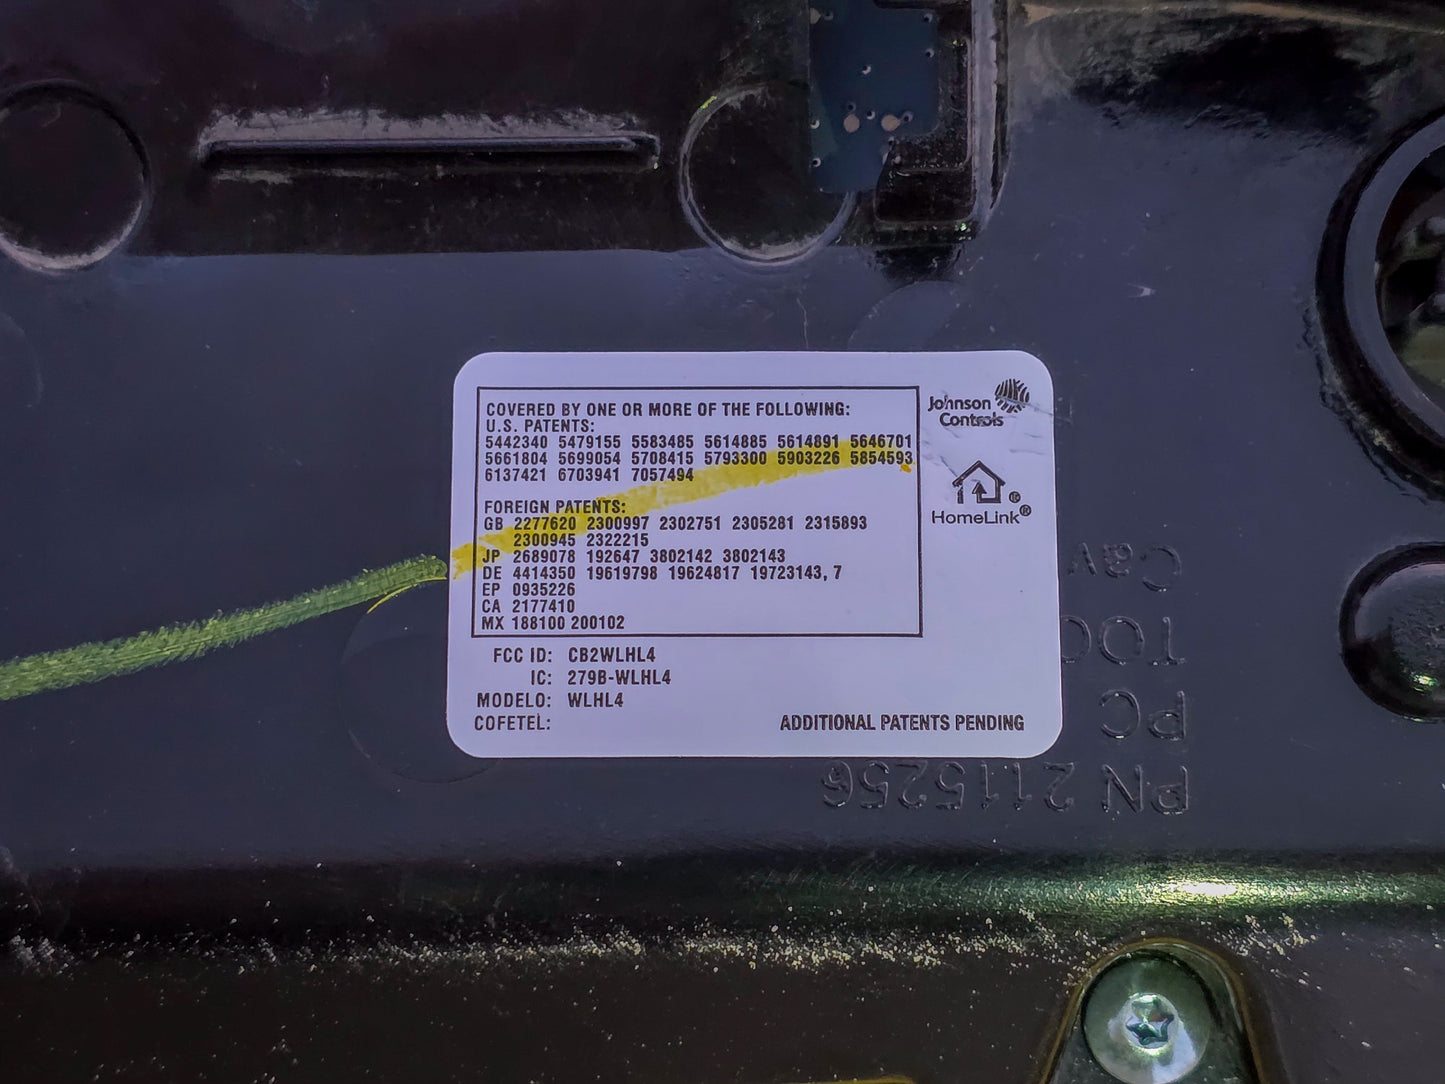 COVERED BY ONE OR MORE OF THE FOLLOWING:
U.S. PATENTS:
5442340 5479155 5583485 5614885 5614891 5646701
5661804 5699054 5708415 5793300 5903226 5854593
6137421 6703941 7057494
FOREIGN PATENTS:
GB 2277620 2300997 2302751 2305281 2315893
2300945 2322215
JP 2689078 192647 3802142 3802143
DE 4414350 19619798 19624817 19723143, 7
EP 0935226
CA 2177410
MX 188100 200102
Johnson
Controls
HomeLink®
FCC ID: CB2WLHL4
IC: 279B-WLHL4
MODELO: WLHL4
COFETEL:
ADDITIONAL PATENTS PENDING
Cav
TOO
PC
PN 2115256